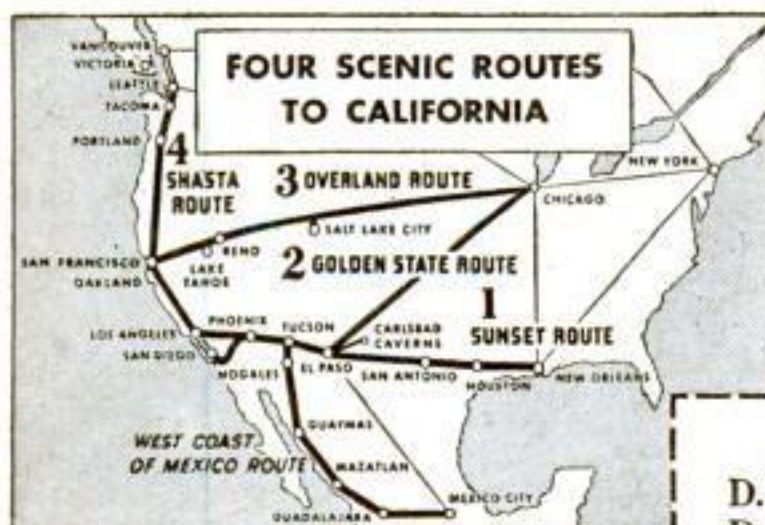 FOUR SCENIC ROUTES
TO CALIFORNIA
VANCOUVER
VICTORIA
SEATTLE
TACOMA
PORTLAND
4
SHASTA
ROUTE
3 OVERLAND ROUTE
NEW YORK
CHICAGO
SALT LAKE CITY
RENO
LAKE
TAHOE
SAN FRANCISCO
OAKLAND
2 GOLDEN STATE ROUTE
1
SUNSET ROUTE
LOS ANGELES
SAN DIEGO
PHOENIX
TUCSON
CARLSBAD
CAVERNS
NOGALES
EL PASO
SAN ANTONIO
HOUSTON
NEW ORLEANS
GUAYMAS
WEST COAST
OF MEXICO ROUTE
MAZATLAN
MEXICO CITY
GUADALAJARA
D.